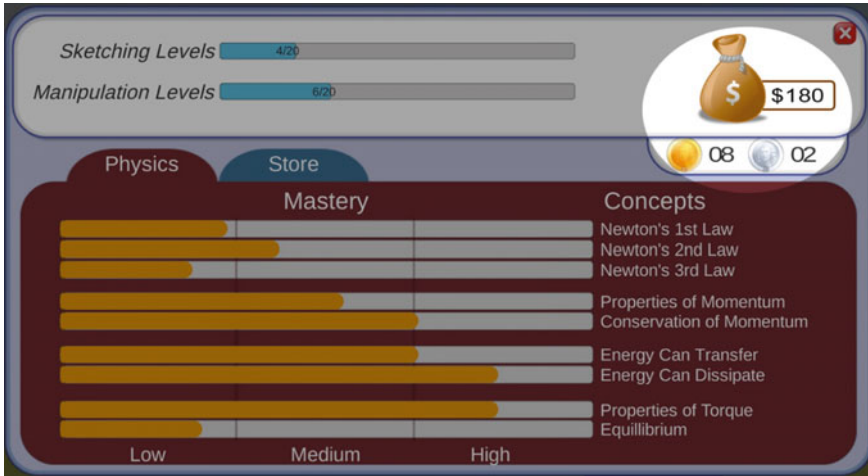 Sketching Levels 4/20
Manipulation Levels 6/20
$
$180
08 02
Physics Store
Mastery Concepts
Newton's 1st Law
Newton's 2nd Law
Newton's 3rd Law
Properties of Momentum
Conservation of Momentum
Energy Can Transfer
Energy Can Dissipate
Properties of Torque
Equillibrium
Low Medium High